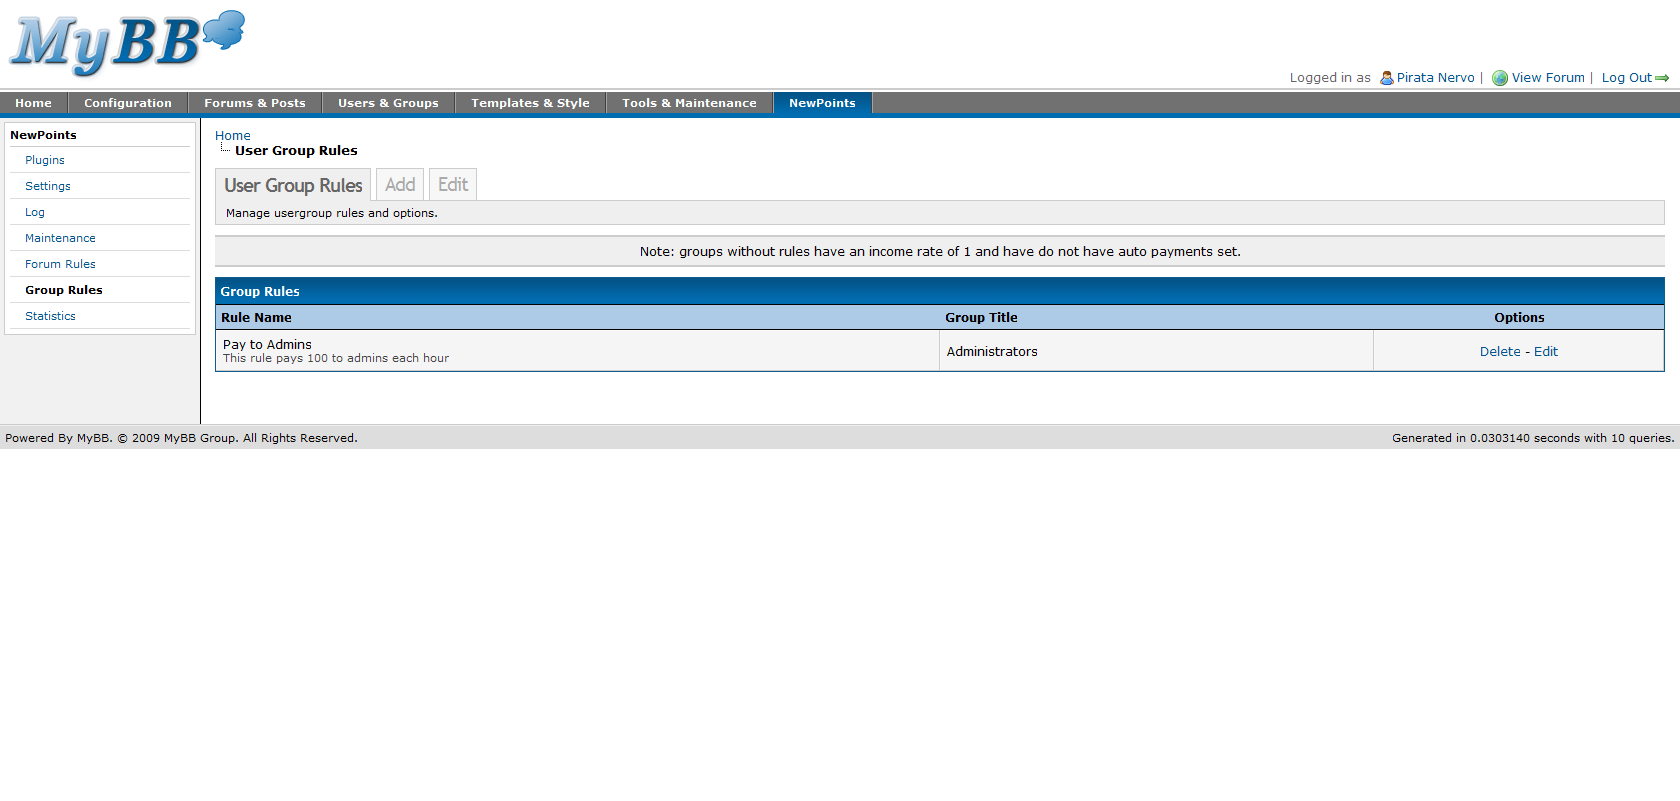 MyBB
Logged in as Pirata Nervo | View Forum | Log Out
Home Configuration Forums & Posts Users & Groups Templates & Style Tools & Maintenance NewPoints
NewPoints
Plugins
Settings
Log
Maintenance
Forum Rules
Group Rules
Statistics
Home
User Group Rules
User Group Rules Add Edit
Manage usergroup rules and options.
Note: groups without rules have an income rate of 1 and have do not have auto payments set.
Group Rules
Rule Name Group Title Options
Pay to Admins
This rule pays 100 to admins each hour
Administrators
Delete - Edit
Powered By MyBB. © 2009 MyBB Group. All Rights Reserved.
Generated in 0.0303140 seconds with 10 queries.